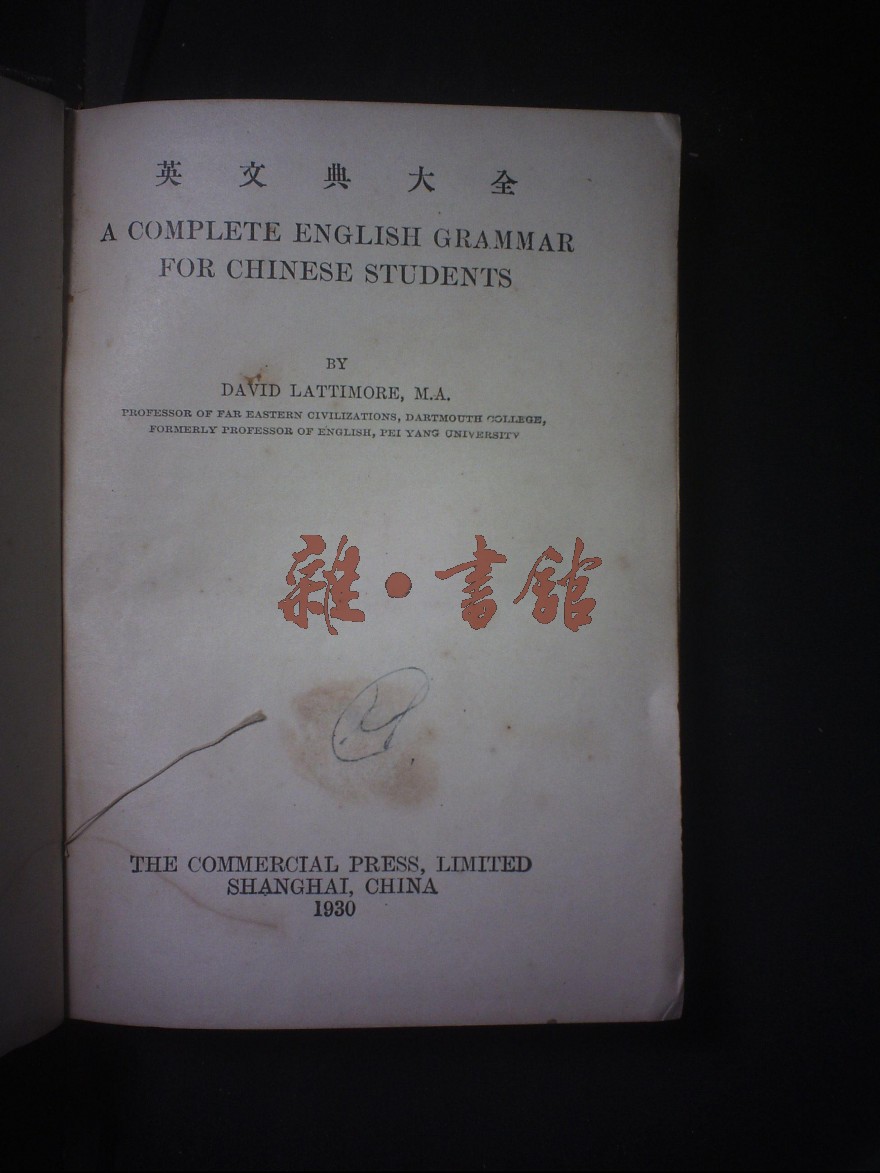 英文典大全
A COMPLETE ENGLISH GRAMMAR
FOR CHINESE STUDENTS
BY
DAVID LATTIMORE, M.A.
PROFESSOR OF FAR EASTERN CIVILIZATIONS, DARTMOUTH COLLEGE,
FORMERLY PROFESSOR OF ENGLISH, PEI YANG UNIVERSITY
雜·書館
THE COMMERCIAL PRESS, LIMITED
SHANGHAI, CHINA
1930